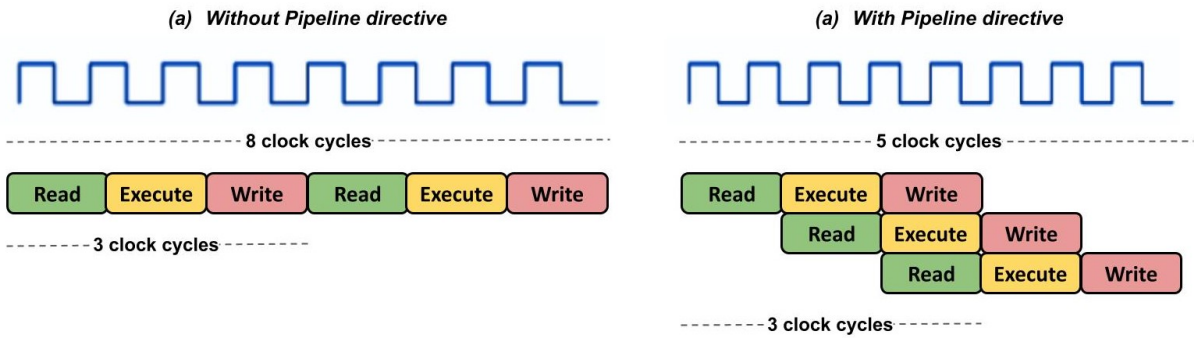 (a) Without Pipeline directive
8 clock cycles
Read Execute Write Read Execute Write
3 clock cycles
(a) With Pipeline directive
5 clock cycles
Read Execute Write
Read Execute Write
Read Execute Write
3 clock cycles